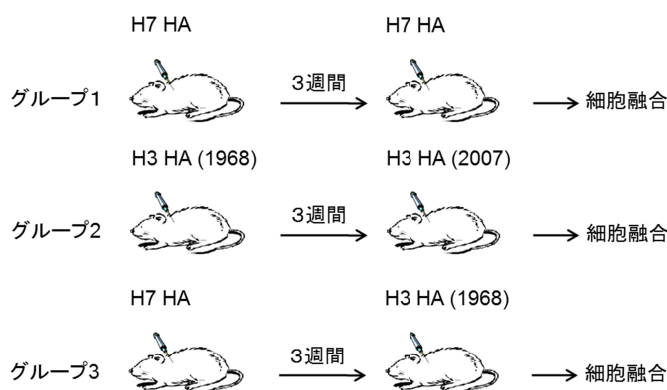 H7 HA H7 HA
グループ1 3週間 細胞融合
H3 HA (1968) H3 HA (2007)
グループ2 3週間 細胞融合
H7 HA H3 HA (1968)
グループ3 3週間 細胞融合